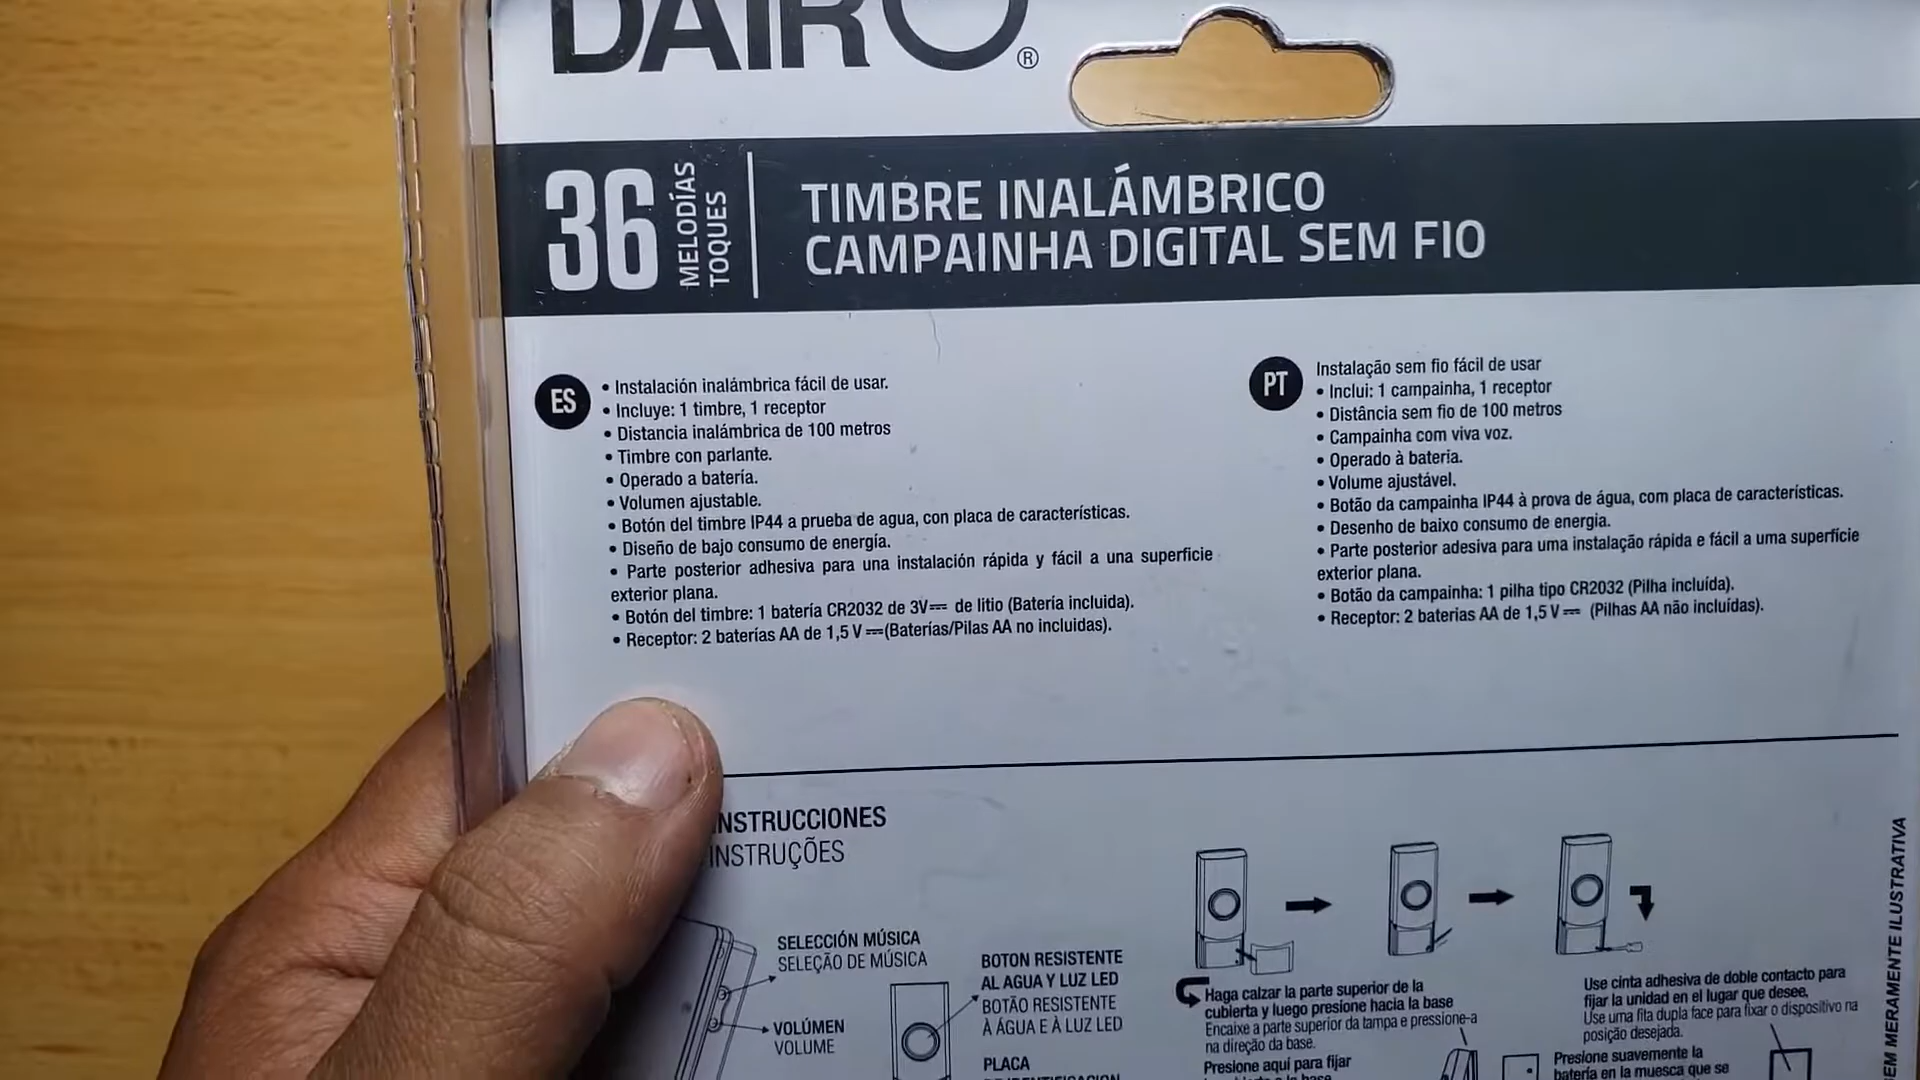 DAIRO®
36
MELODÍAS
TOQUES
TIMBRE INALÁMBRICO
CAMPAINHA DIGITAL SEM FIO
ES
• Instalación inalámbrica fácil de usar.
• Incluye: 1 timbre, 1 receptor
• Distancia inalámbrica de 100 metros
• Timbre con parlante.
• Operado a batería.
• Volumen ajustable.
• Botón del timbre IP44 a prueba de agua, con placa de características.
• Diseño de bajo consumo de energía.
• Parte posterior adhesiva para una instalación rápida y fácil a una superficie
exterior plana.
• Botón del timbre: 1 batería CR2032 de 3V⎓ de litio (Batería incluida).
• Receptor: 2 baterías AA de 1,5 V ⎓(Baterías/Pilas AA no incluidas).
PT
Instalação sem fio fácil de usar
• Inclui: 1 campainha, 1 receptor
• Distância sem fio de 100 metros
• Campainha com viva voz.
• Operado à bateria.
• Volume ajustável.
• Botão da campainha IP44 à prova de água, com placa de características.
• Desenho de baixo consumo de energia.
• Parte posterior adesiva para uma instalação rápida e fácil a uma superfície
exterior plana.
• Botão da campainha: 1 pilha tipo CR2032 (Pilha incluída).
• Receptor: 2 baterias AA de 1,5 V ⎓ (Pilhas AA não incluídas).
INSTRUCCIONES
INSTRUÇÕES
SELECCIÓN MÚSICA
SELEÇÃO DE MÚSICA
VOLÚMEN
VOLUME
BOTON RESISTENTE
AL AGUA Y LUZ LED
BOTÃO RESISTENTE
À ÁGUA E À LUZ LED
PLACA
Haga calzar la parte superior de la
cubierta y luego presione hacia la base
Encaixe a parte superior da tampa e pressione-a
na direção da base.
Presione aquí para fijar
Use cinta adhesiva de doble contacto para
fijar la unidad en el lugar que desee.
Use uma fita dupla face para fixar o dispositivo na
posição desejada.
Presione suavemente la
batería en la muesca que se
MERAMENTE ILUSTRATIVA